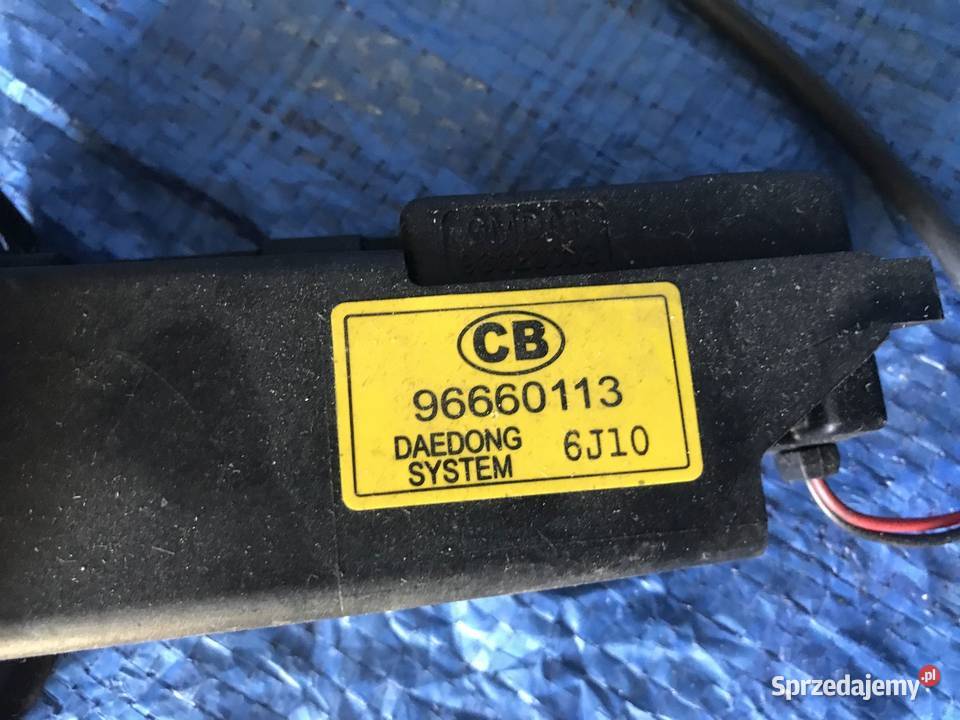 CB
96660113
DAEDONG
SYSTEM
6J10
Sprzedajemy.pl